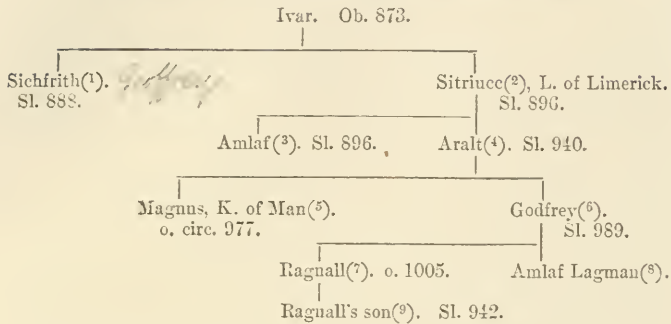 Ivar. Ob. 873.
Sichfrith(¹). Sitriucc(²), L. of Limerick.
Sl. 888. Sl. 896.
Amlaf(³). Sl. 896. Aralt(⁴). Sl. 940.
Magnus, K. of Man(⁵). Godfrey(⁶).
o. circ. 977. Sl. 989.
Ragnall(⁷). o. 1005. Amlaf Lagman(⁸).
Ragnall's son(⁹). Sl. 942.